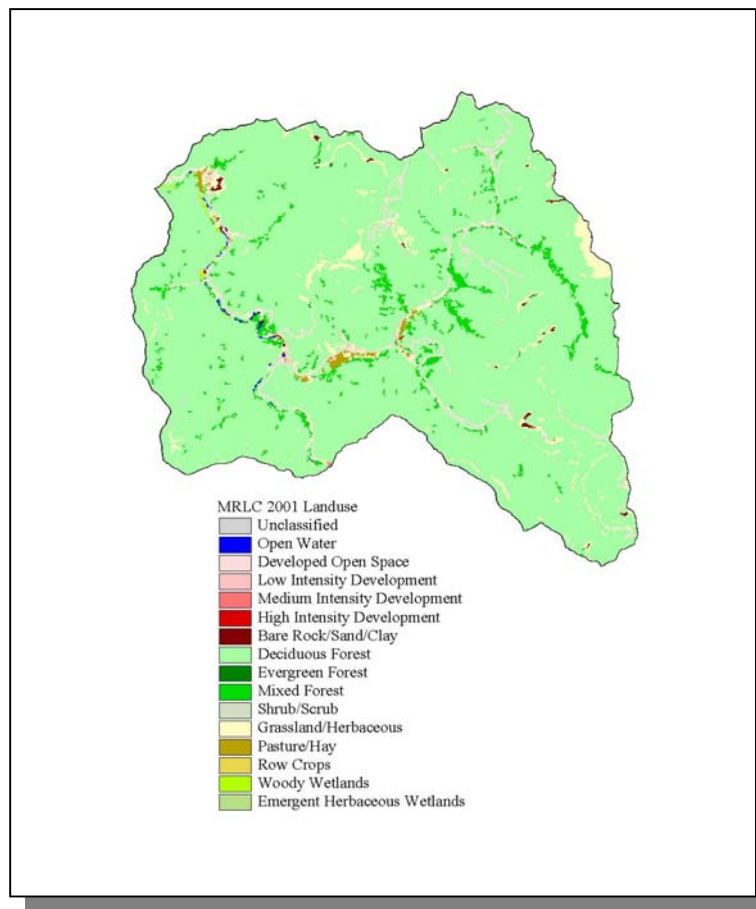 MRLC 2001 Landuse
Unclassified
Open Water
Developed Open Space
Low Intensity Development
Medium Intensity Development
High Intensity Development
Bare Rock/Sand/Clay
Deciduous Forest
Evergreen Forest
Mixed Forest
Shrub/Scrub
Grassland/Herbaceous
Pasture/Hay
Row Crops
Woody Wetlands
Emergent Herbaceous Wetlands